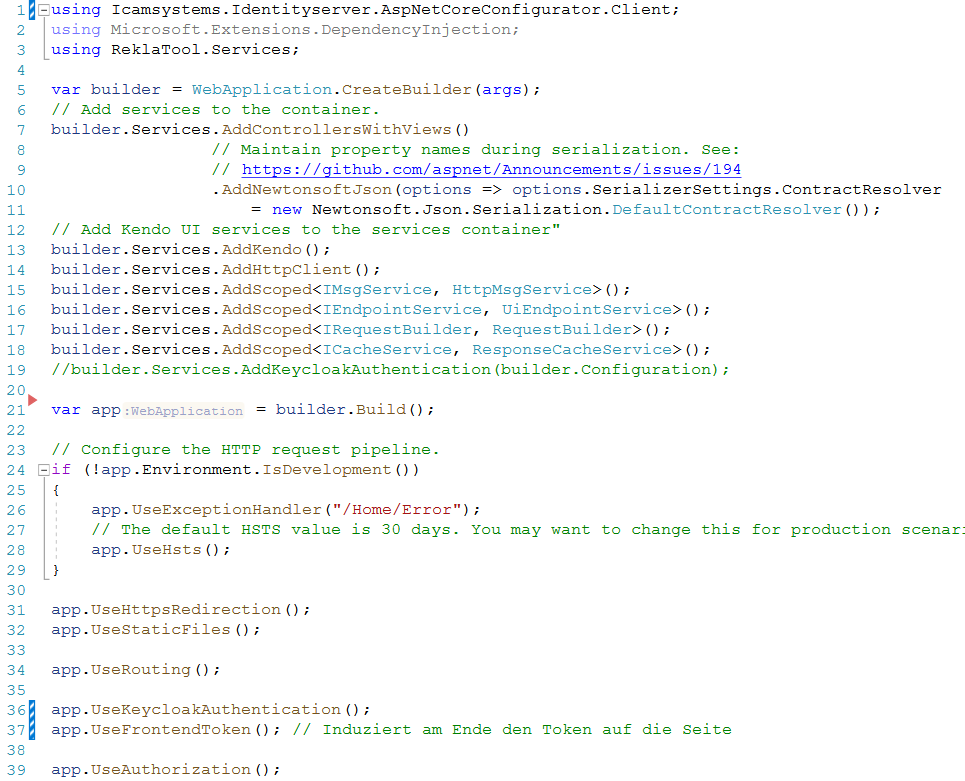 1 using Icamsystems.Identityserver.AspNetCoreConfigurator.Client;
2 using Microsoft.Extensions.DependencyInjection;
3 using ReklaTool.Services;
4
5 var builder = WebApplication.CreateBuilder(args);
6 // Add services to the container.
7 builder.Services.AddControllersWithViews()
8 // Maintain property names during serialization. See:
9 // https://github.com/aspnet/Announcements/issues/194
10 .AddNewtonsoftJson(options => options.SerializerSettings.ContractResolver
11 = new Newtonsoft.Json.Serialization.DefaultContractResolver());
12 // Add Kendo UI services to the services container"
13 builder.Services.AddKendo();
14 builder.Services.AddHttpClient();
15 builder.Services.AddScoped<IMsgService, HttpMsgService>();
16 builder.Services.AddScoped<IEndpointService, UiEndpointService>();
17 builder.Services.AddScoped<IRequestBuilder, RequestBuilder>();
18 builder.Services.AddScoped<ICacheService, ResponseCacheService>();
19 //builder.Services.AddKeycloakAuthentication(builder.Configuration);
20
21 var app:WebApplication = builder.Build();
22
23 // Configure the HTTP request pipeline.
24 if (!app.Environment.IsDevelopment())
25 {
26 app.UseExceptionHandler("/Home/Error");
27 // The default HSTS value is 30 days. You may want to change this for production scenari
28 app.UseHsts();
29 }
30
31 app.UseHttpsRedirection();
32 app.UseStaticFiles();
33
34 app.UseRouting();
35
36 app.UseKeycloakAuthentication();
37 app.UseFrontendToken(); // Induziert am Ende den Token auf die Seite
38
39 app.UseAuthorization();